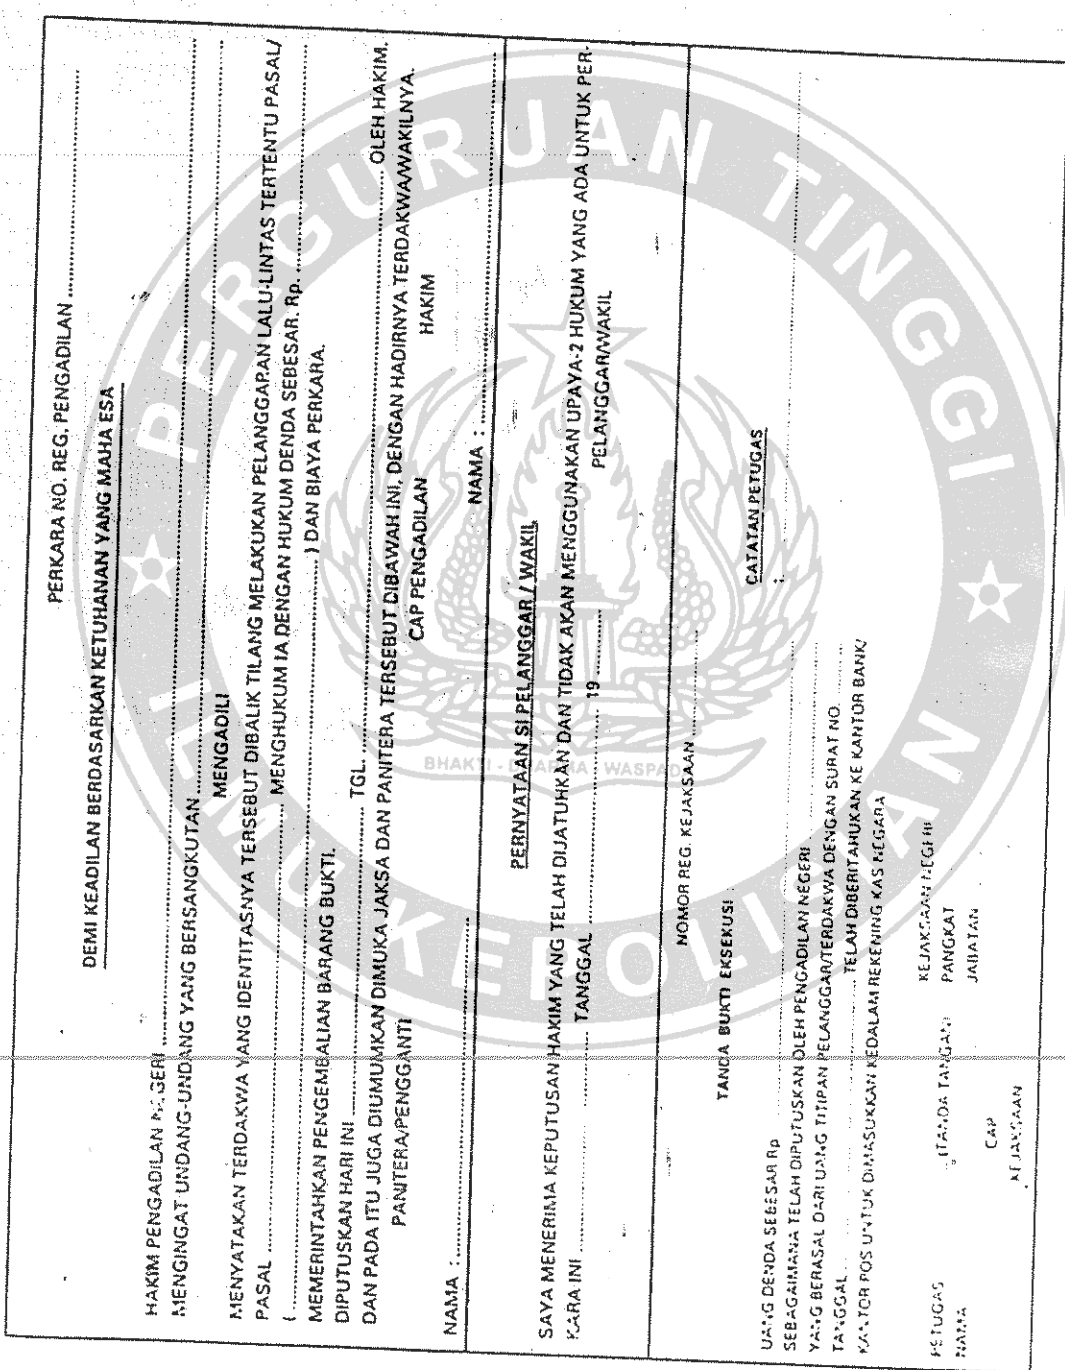 PERKARA NO. REG. PENGADILAN ..............................
DEMI KEADILAN BERDASARKAN KETUHANAN YANG MAHA ESA
HAKIM PENGADILAN NEGERI ..............................
MENGINGAT UNDANG-UNDANG YANG BERSANGKUTAN ..............................
MENGADILI
MENYATAKAN TERDAKWA YANG IDENTITASNYA TERSEBUT DIBALIK TILANG MELAKUKAN PELANGGARAN LALU-LINTAS TERTENTU PASAL/
PASAL .............................. MENGHUKUM IA DENGAN HUKUM DENDA SEBESAR. Rp. ..............................
( .............................. ) DAN BIAYA PERKARA.
MEMERINTAHKAN PENGEMBALIAN BARANG BUKTI.
DIPUTUSKAN HARI INI .............................. TGL. .............................. OLEH HAKIM.
DAN PADA ITU JUGA DIUMUMKAN DIMUKA JAKSA DAN PANITERA TERSEBUT DIBAWAH INI, DENGAN HADIRNYA TERDAKWA/WAKILNYA.
PANITERA/PENGGANTI CAP PENGADILAN HAKIM
NAMA : .............................. NAMA : ..............................
PERNYATAAN SI PELANGGAR / WAKIL
SAYA MENERIMA KEPUTUSAN HAKIM YANG TELAH DIJATUHKAN DAN TIDAK AKAN MENGGUNAKAN UPAYA-2 HUKUM YANG ADA UNTUK PER-
KARA INI .............................. TANGGAL .............................. 19 ..........
PELANGGAR/WAKIL
NOMOR REG. KEJAKSAAN ..............................
TANDA BUKTI EKSEKUSI :
CATATAN PETUGAS
:
UANG DENDA SEBESAR Rp ..............................
SEBAGAIMANA TELAH DIPUTUSKAN OLEH PENGADILAN NEGERI ..............................
YANG BERASAL DARI UANG TITIPAN PELANGGAR/TERDAKWA DENGAN SURAT NO. ..........
TANGGAL .............................. TELAH DIBERITAHUKAN KE KANTOR BANK/
KANTOR POS UNTUK DIMASUKKAN KEDALAM REKENING KAS NEGARA
PETUGAS KEJAKSAAN NEGERI
NAMA (TANDA TANGAN) PANGKAT
JABATAN
CAP
KEJAKSAAN
PERGURUAN TINGGI
ILMU KEPOLISIAN
BHAKTI - DHARMA - WASPADA